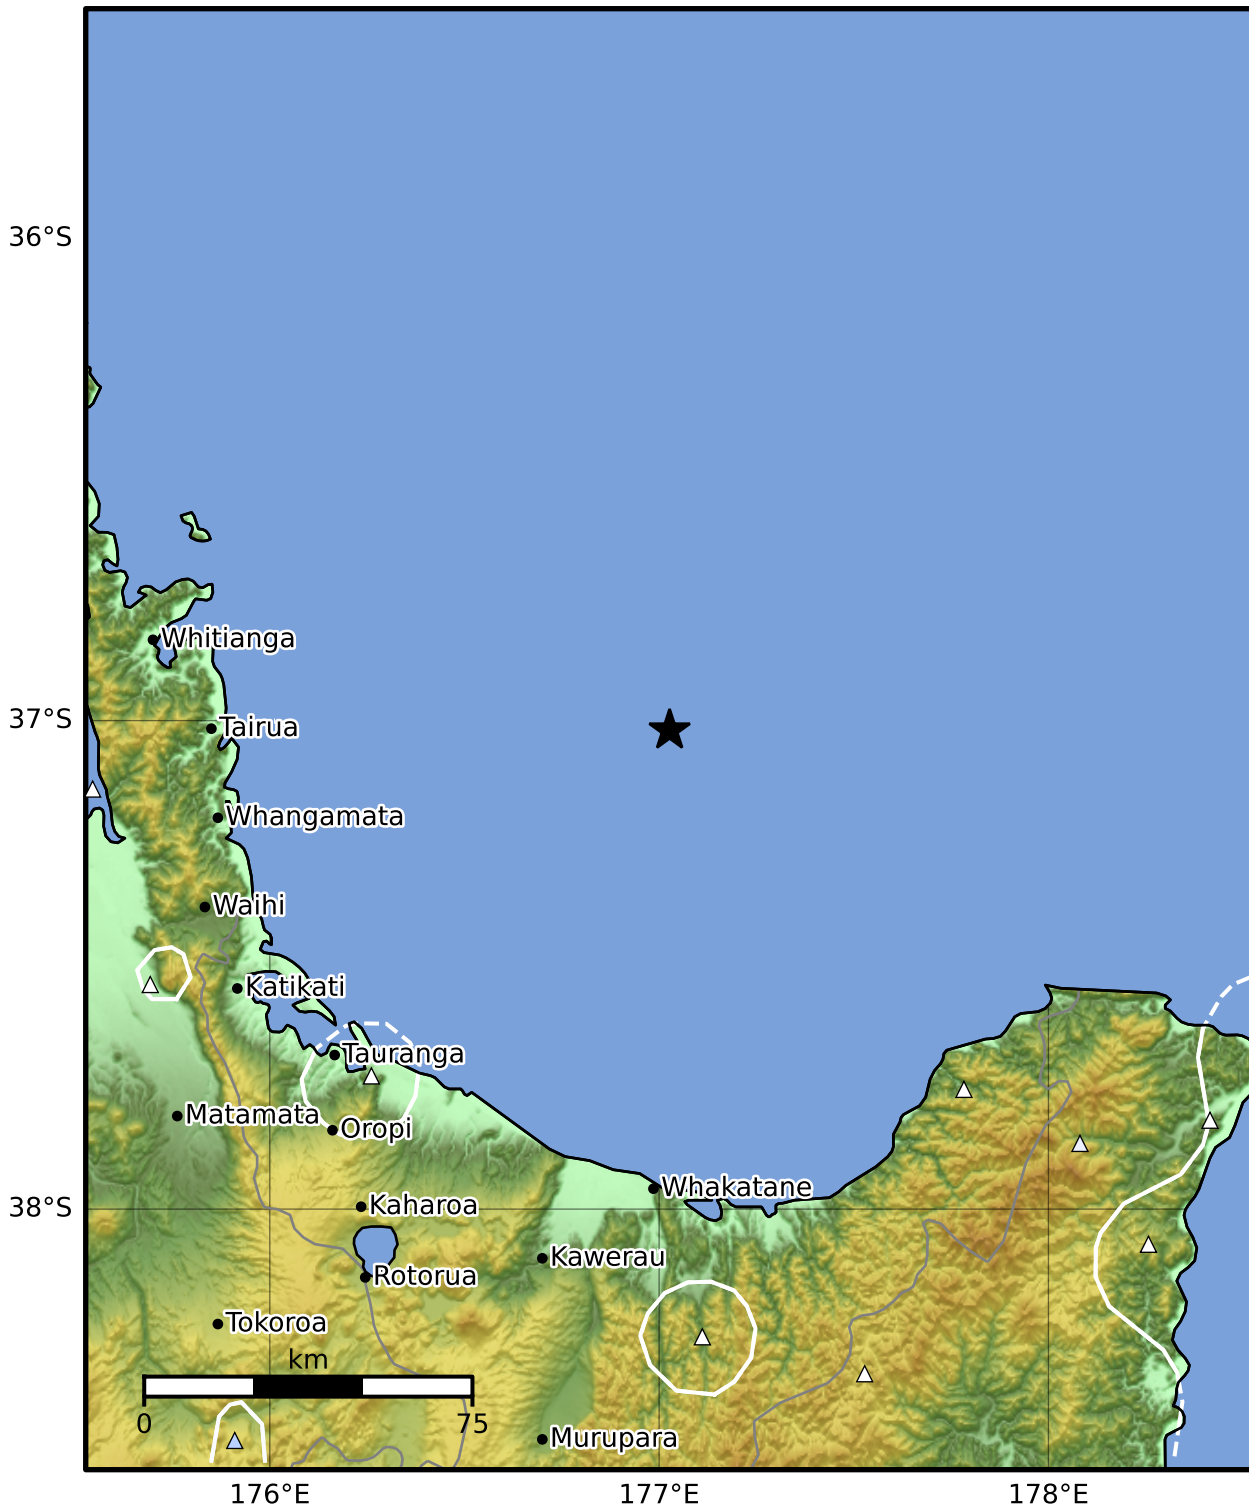 36°S
Whitianga
37°S
Tairua
Whangamata
Waihi
Katikati
Tauranga
Matamata
Oropi
Whakatane
38°S
Kaharoa
Kawerau
Rotorua
Tokoroa
km
0
75
Murupara
176°E
177°E
178°E